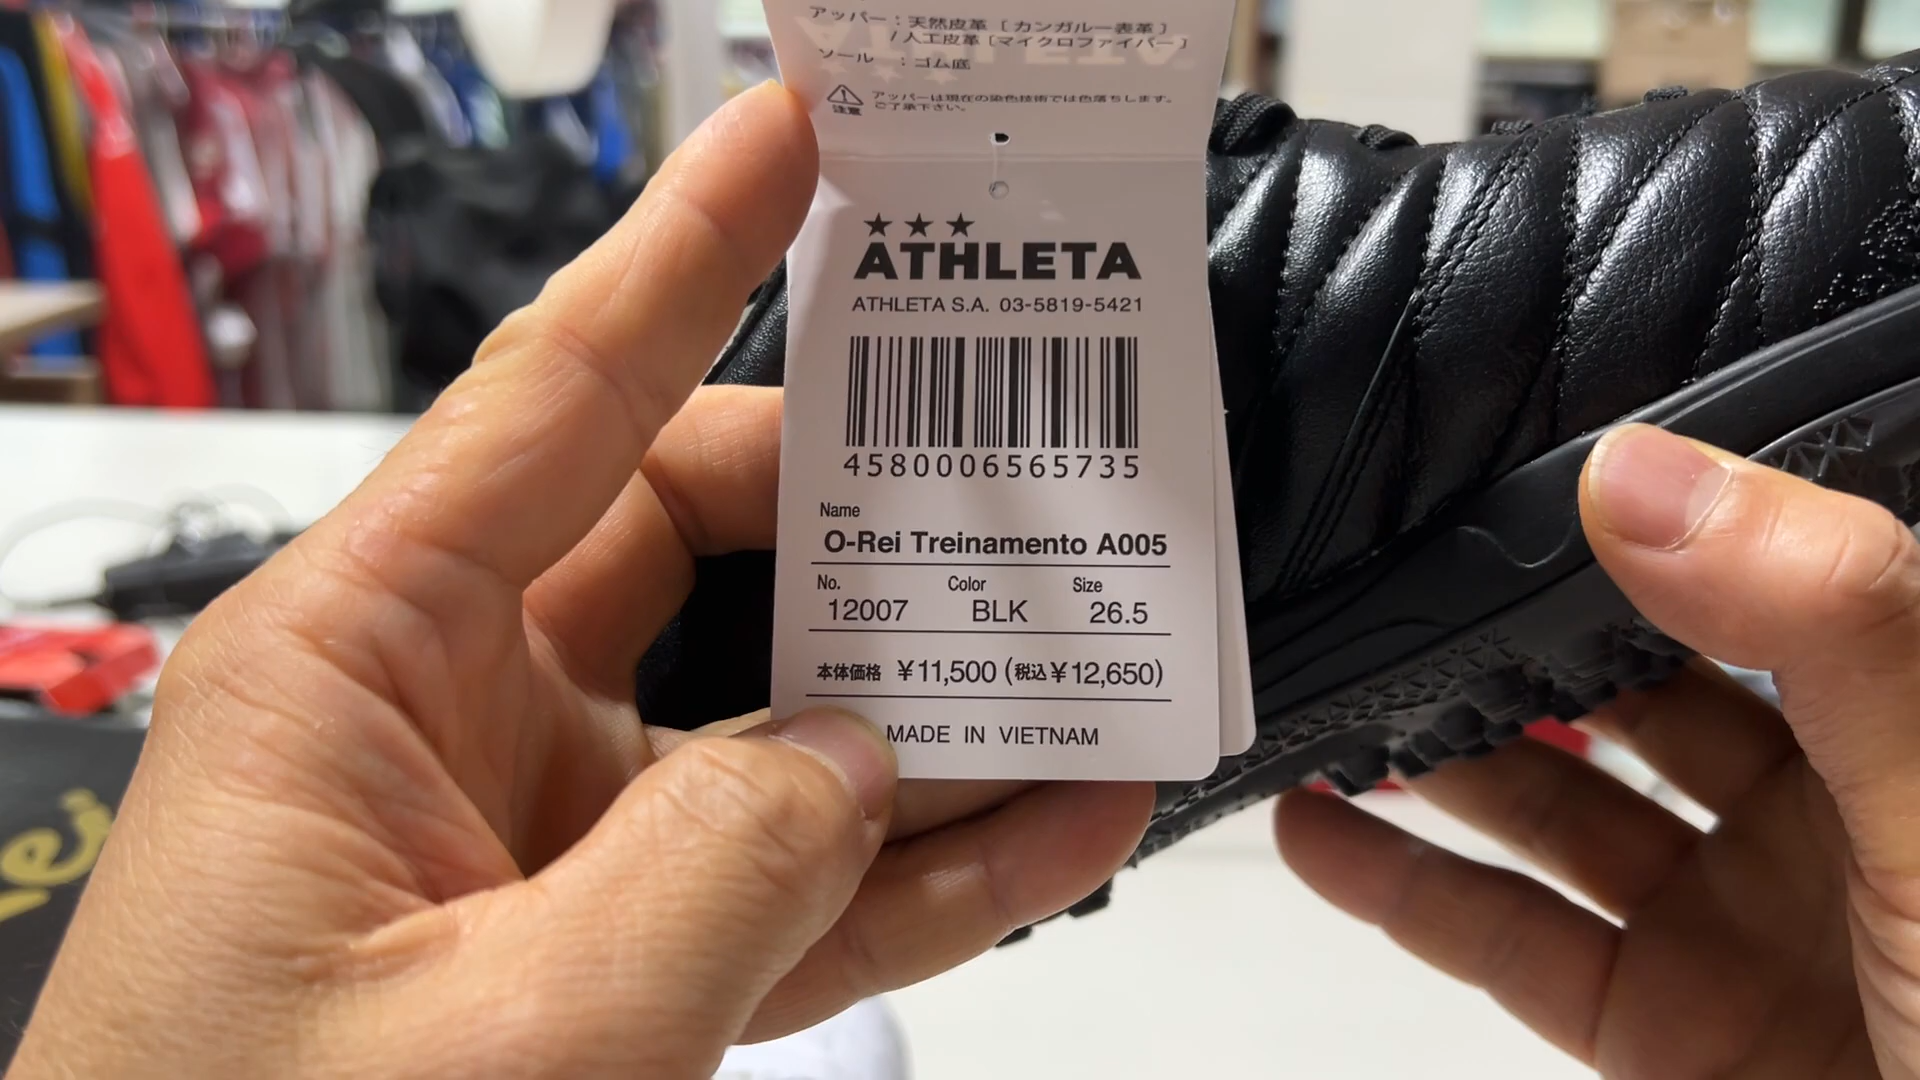 アッパー：天然皮革［カンガルー表革］
/人工皮革［マイクロファイバー］
ソール ：ゴム底
注意
アッパーは現在の染色技術では色落ちします。
ご了承下さい。
ATHLETA
ATHLETA S.A. 03-5819-5421
4580006565735
Name
O-Rei Treinamento A005
No. Color Size
12007 BLK 26.5
本体価格 ¥11,500 (税込¥12,650)
MADE IN VIETNAM